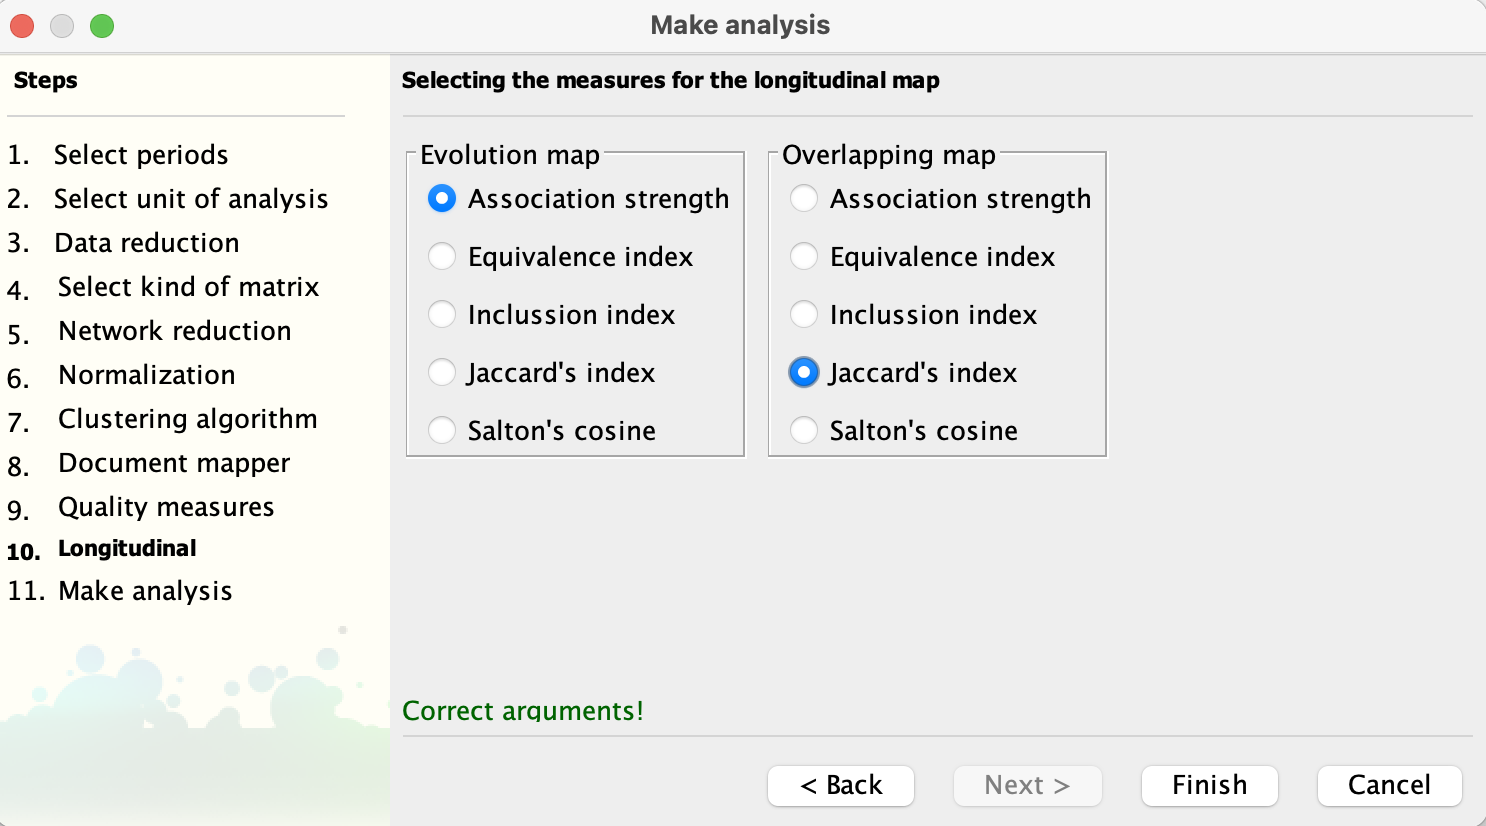 Make analysis
Steps
1. Select periods
2. Select unit of analysis
3. Data reduction
4. Select kind of matrix
5. Network reduction
6. Normalization
7. Clustering algorithm
8. Document mapper
9. Quality measures
10. Longitudinal
11. Make analysis
Selecting the measures for the longitudinal map
Evolution map
Association strength
Equivalence index
Inclussion index
Jaccard's index
Salton's cosine
Overlapping map
Association strength
Equivalence index
Inclussion index
Jaccard's index
Salton's cosine
Correct arguments!
< Back
Next >
Finish
Cancel